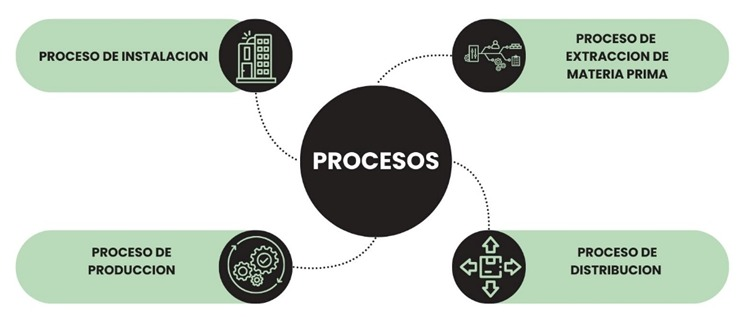 PROCESO DE INSTALACION
PROCESO DE
EXTRACCION DE
MATERIA PRIMA
PROCESOS
PROCESO DE
PRODUCCION
PROCESO DE
DISTRIBUCION